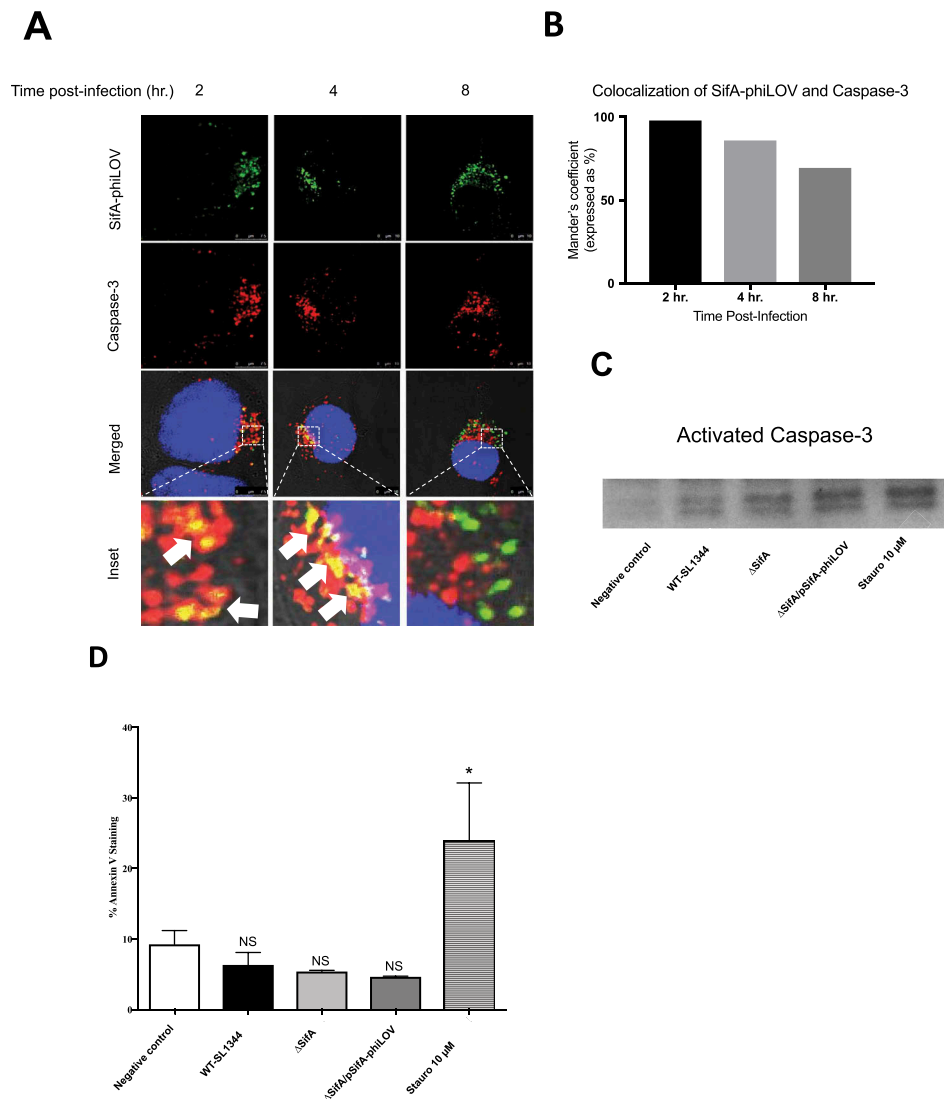 A
Time post-infection (hr.) 2 4 8
SifA-phiLOV
Caspase-3
Merged
Inset
B
Colocalization of SifA-phiLOV and Caspase-3
Mander's coefficient
(expressed as %)
100
50
0
2 hr. 4 hr. 8 hr.
Time Post-Infection
C
Activated Caspase-3
Negative control
WT-SL1344
ΔSifA
ΔSifA/pSifA-phiLOV
Stauro 10 µM
D
% Annexin V Staining
40
30
20
10
0
NS
NS
NS
*
Negative control
WT-SL1344
ΔSifA
ΔSifA/pSifA-phiLOV
Stauro 10 µM